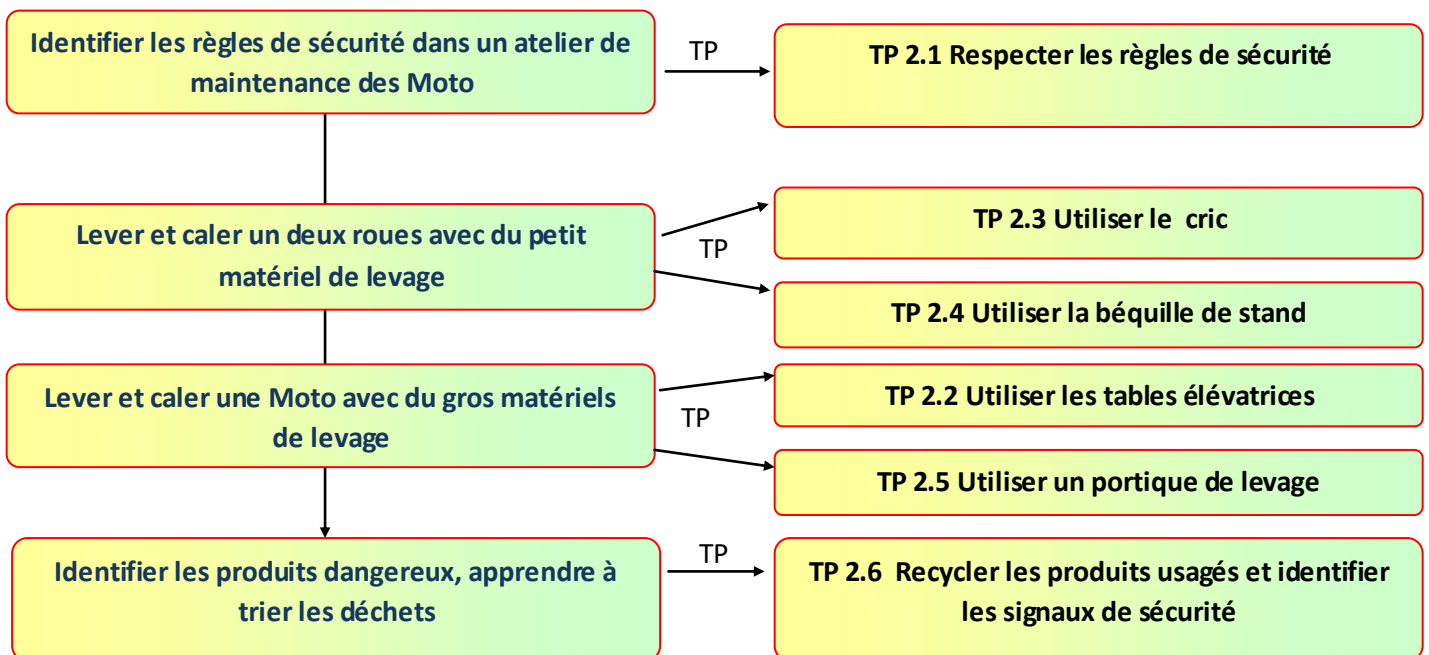 Identifier les règles de sécurité dans un atelier de
maintenance des Moto
TP
TP 2.1 Respecter les règles de sécurité
Lever et caler un deux roues avec du petit
matériel de levage
TP
TP 2.3 Utiliser le cric
TP 2.4 Utiliser la béquille de stand
Lever et caler une Moto avec du gros matériels
de levage
TP
TP 2.2 Utiliser les tables élévatrices
TP 2.5 Utiliser un portique de levage
Identifier les produits dangereux, apprendre à
trier les déchets
TP
TP 2.6 Recycler les produits usagés et identifier
les signaux de sécurité